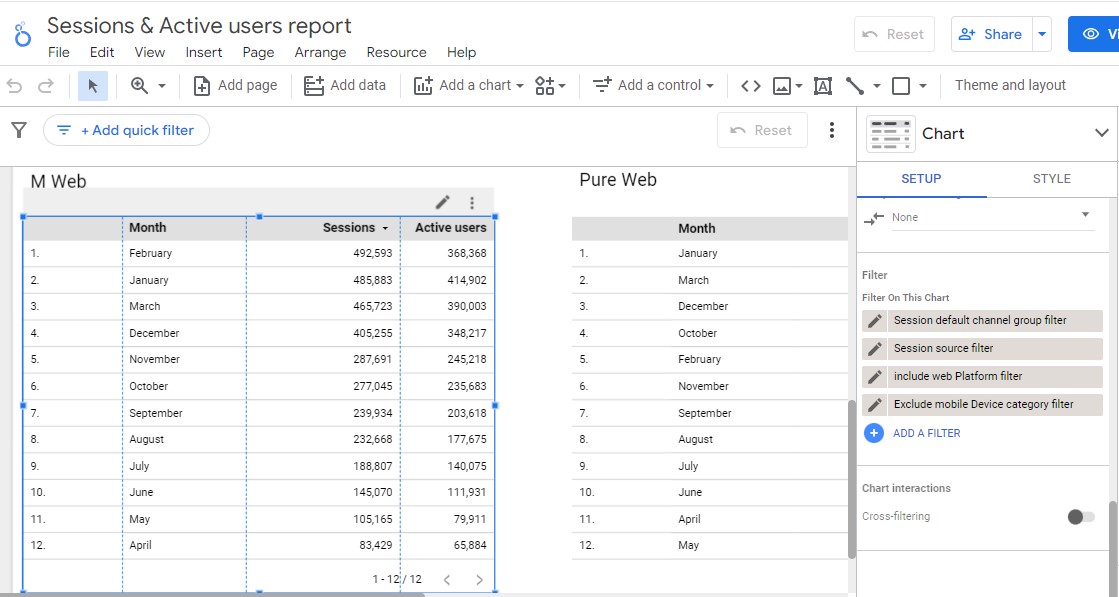 Sessions & Active users report
File Edit View Insert Page Arrange Resource Help
Reset
Share
Vi
Add page
Add data
Add a chart
Add a control
Theme and layout
+ Add quick filter
Reset
M Web
Month Sessions Active users
1. February 492,593 368,368
2. January 485,883 414,902
3. March 465,723 390,003
4. December 405,255 348,217
5. November 287,691 245,218
6. October 277,045 235,683
7. September 239,934 203,618
8. August 232,668 177,675
9. July 188,807 140,075
10. June 145,070 111,931
11. May 105,165 79,911
12. April 83,429 65,884
1 - 12 / 12
Pure Web
Month
1. January
2. March
3. December
4. October
5. February
6. November
7. September
8. August
9. July
10. June
11. April
12. May
Chart
SETUP STYLE
None
Filter
Filter On This Chart
Session default channel group filter
Session source filter
include web Platform filter
Exclude mobile Device category filter
ADD A FILTER
Chart interactions
Cross-filtering